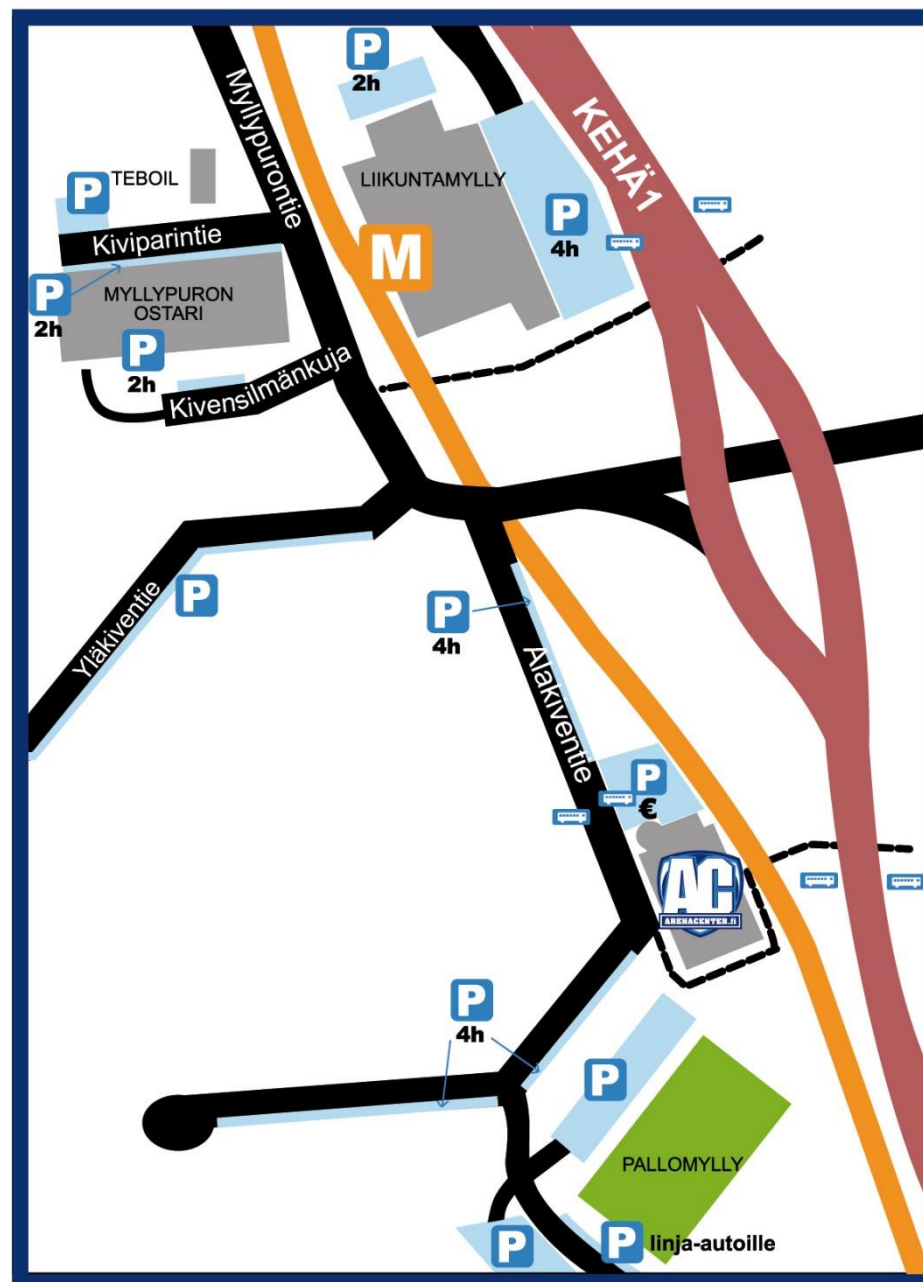 P
2h
Myllypurontie
KEHÄ1
TEBOIL
LIIKUNTAMYLLY
P
P
4h
Kiviparintie
M
P
2h
MYLLYPURON
OSTARI
P
2h
Kivensilmänkuja
P
Yläkiventie
P
4h
Alakiventie
P
€
AC
ARENACENTER.fi
P
4h
P
PALLOMYLLY
P
P linja-autoille